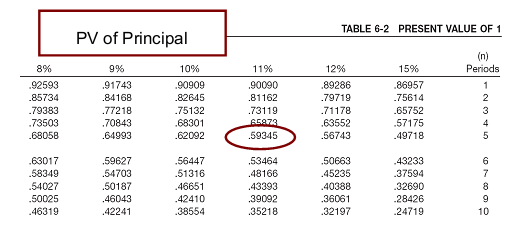 PV of Principal
TABLE 6-2 PRESENT VALUE OF 1
(n)
8% 9% 10% 11% 12% 15% Periods
.92593 .91743 .90909 .90090 .89286 .86957 1
.85734 .84168 .82645 .81162 .79719 .75614 2
.79383 .77218 .75132 .73119 .71178 .65752 3
.73503 .70843 .68301 .65873 .63552 .57175 4
.68058 .64993 .62092 .59345 .56743 .49718 5
.63017 .59627 .56447 .53464 .50663 .43233 6
.58349 .54703 .51316 .48166 .45235 .37594 7
.54027 .50187 .46651 .43393 .40388 .32690 8
.50025 .46043 .42410 .39092 .36061 .28426 9
.46319 .42241 .38554 .35218 .32197 .24719 10